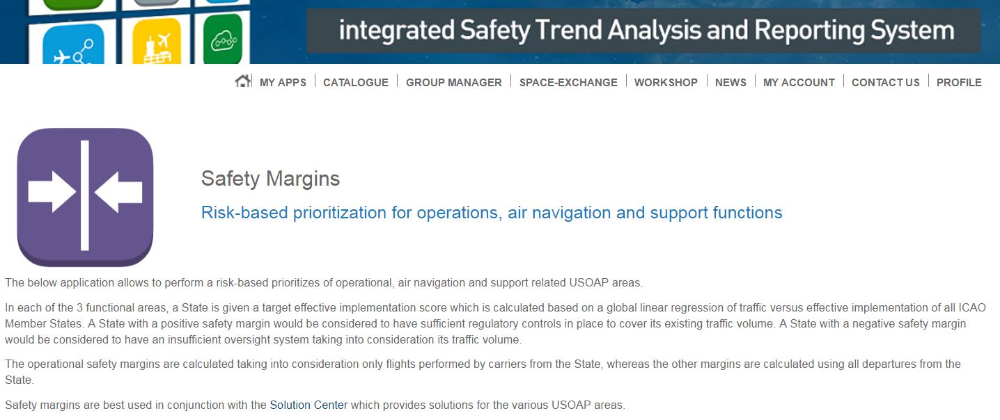 integrated Safety Trend Analysis and Reporting System
MY APPS CATALOGUE GROUP MANAGER SPACE-EXCHANGE WORKSHOP NEWS MY ACCOUNT CONTACT US PROFILE
Safety Margins
Risk-based prioritization for operations, air navigation and support functions
The below application allows to perform a risk-based prioritizes of operational, air navigation and support related USOAP areas.
In each of the 3 functional areas, a State is given a target effective implementation score which is calculated based on a global linear regression of traffic versus effective implementation of all ICAO
Member States. A State with a positive safety margin would be considered to have sufficient regulatory controls in place to cover its existing traffic volume. A State with a negative safety margin
would be considered to have an insufficient oversight system taking into consideration its traffic volume.
The operational safety margins are calculated taking into consideration only flights performed by carriers from the State, whereas the other margins are calculated using all departures from the
State.
Safety margins are best used in conjunction with the Solution Center which provides solutions for the various USOAP areas.